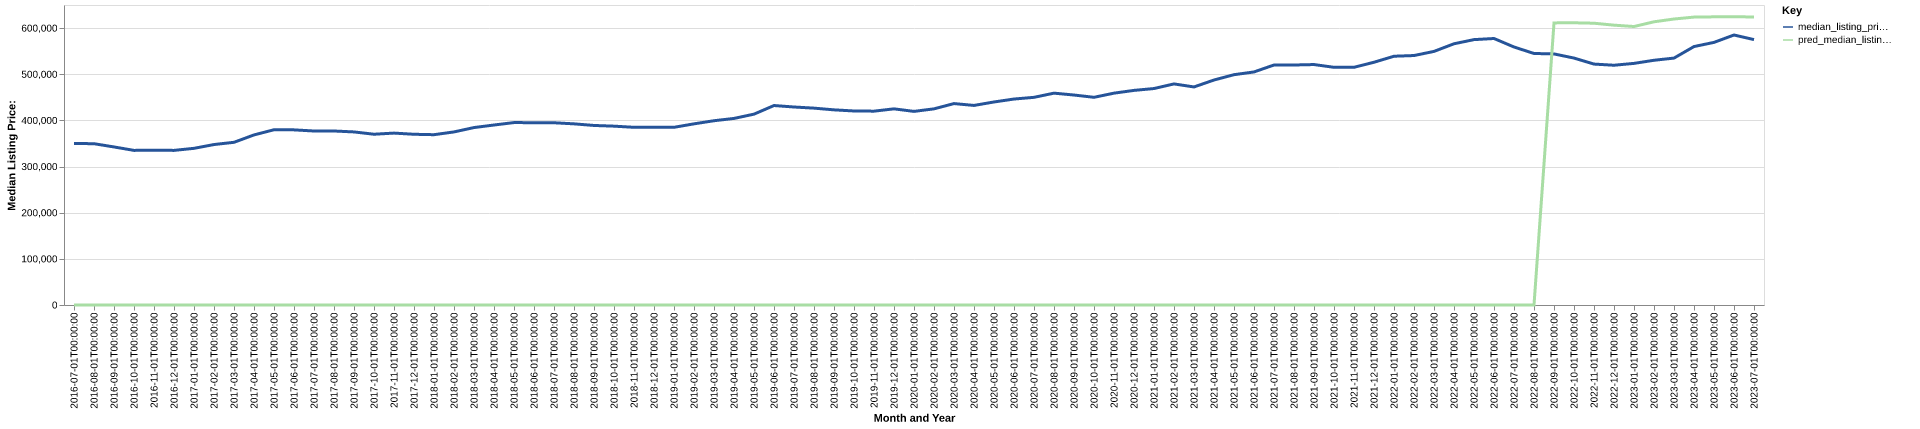 Key
median_listing_pri…
pred_median_listin…
Median Listing Price:
600,000
500,000
400,000
300,000
200,000
100,000
0
2016-07-01T00:00:00
2016-08-01T00:00:00
2016-09-01T00:00:00
2016-10-01T00:00:00
2016-11-01T00:00:00
2016-12-01T00:00:00
2017-01-01T00:00:00
2017-02-01T00:00:00
2017-03-01T00:00:00
2017-04-01T00:00:00
2017-05-01T00:00:00
2017-06-01T00:00:00
2017-07-01T00:00:00
2017-08-01T00:00:00
2017-09-01T00:00:00
2017-10-01T00:00:00
2017-11-01T00:00:00
2017-12-01T00:00:00
2018-01-01T00:00:00
2018-02-01T00:00:00
2018-03-01T00:00:00
2018-04-01T00:00:00
2018-05-01T00:00:00
2018-06-01T00:00:00
2018-07-01T00:00:00
2018-08-01T00:00:00
2018-09-01T00:00:00
2018-10-01T00:00:00
2018-11-01T00:00:00
2018-12-01T00:00:00
2019-01-01T00:00:00
2019-02-01T00:00:00
2019-03-01T00:00:00
2019-04-01T00:00:00
2019-05-01T00:00:00
2019-06-01T00:00:00
2019-07-01T00:00:00
2019-08-01T00:00:00
2019-09-01T00:00:00
2019-10-01T00:00:00
2019-11-01T00:00:00
2019-12-01T00:00:00
2020-01-01T00:00:00
2020-02-01T00:00:00
2020-03-01T00:00:00
2020-04-01T00:00:00
2020-05-01T00:00:00
2020-06-01T00:00:00
2020-07-01T00:00:00
2020-08-01T00:00:00
2020-09-01T00:00:00
2020-10-01T00:00:00
2020-11-01T00:00:00
2020-12-01T00:00:00
2021-01-01T00:00:00
2021-02-01T00:00:00
2021-03-01T00:00:00
2021-04-01T00:00:00
2021-05-01T00:00:00
2021-06-01T00:00:00
2021-07-01T00:00:00
2021-08-01T00:00:00
2021-09-01T00:00:00
2021-10-01T00:00:00
2021-11-01T00:00:00
2021-12-01T00:00:00
2022-01-01T00:00:00
2022-02-01T00:00:00
2022-03-01T00:00:00
2022-04-01T00:00:00
2022-05-01T00:00:00
2022-06-01T00:00:00
2022-07-01T00:00:00
2022-08-01T00:00:00
2022-09-01T00:00:00
2022-10-01T00:00:00
2022-11-01T00:00:00
2022-12-01T00:00:00
2023-01-01T00:00:00
2023-02-01T00:00:00
2023-03-01T00:00:00
2023-04-01T00:00:00
2023-05-01T00:00:00
2023-06-01T00:00:00
2023-07-01T00:00:00
Month and Year